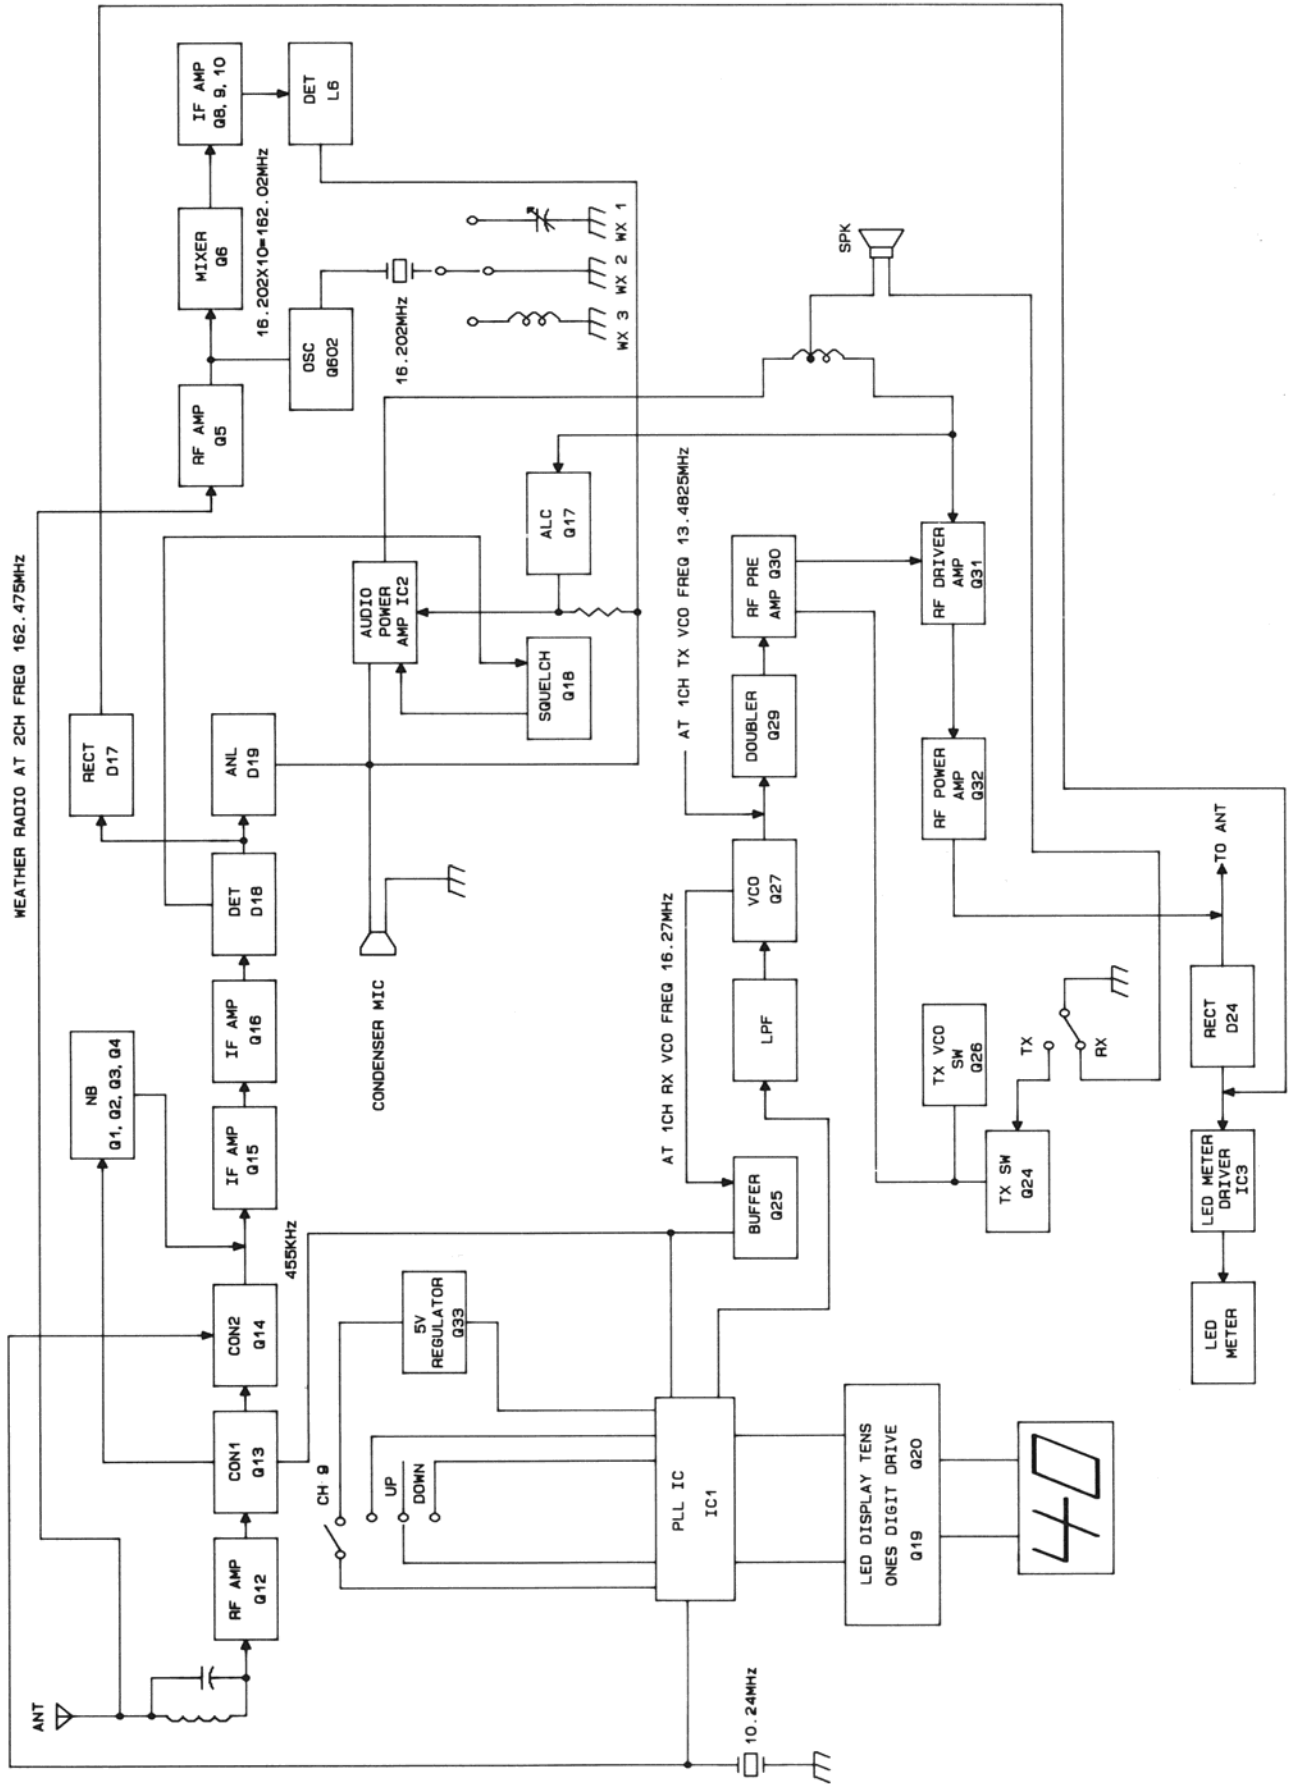 WEATHER RADIO AT 2CH FREQ 162.475MHz
ANT
RF AMP
Q12
CON1
Q13
CON2
Q14
455KHz
NB
Q1, Q2, Q3, Q4
IF AMP
Q15
IF AMP
Q16
DET
D18
RECT
D17
ANL
D19
RF AMP
Q5
MIXER
Q6
IF AMP
Q8, 9, 10
DET
L6
16.202X10=162.02MHz
OSC
Q602
16.202MHz
WX 3
WX 2
WX 1
CONDENSER MIC
AUDIO
POWER
AMP IC2
SQUELCH
Q18
ALC
Q17
SPK
CH 9
UP
DOWN
5V
REGULATOR
Q33
PLL IC
IC1
10.24MHz
BUFFER
Q25
AT 1CH RX VCO FREQ 16.27MHz
LPF
VCO
Q27
AT 1CH TX VCO FREQ 13.4825MHz
DOUBLER
Q29
RF PRE
AMP Q30
RF DRIVER
AMP
Q31
RF POWER
AMP
Q32
LED DISPLAY TENS
ONES DIGIT DRIVE
Q19 Q20
40
TX SW
Q24
TX VCO
SW
Q26
TX
RX
LED
METER
LED METER
DRIVER
IC3
RECT
D24
TO ANT